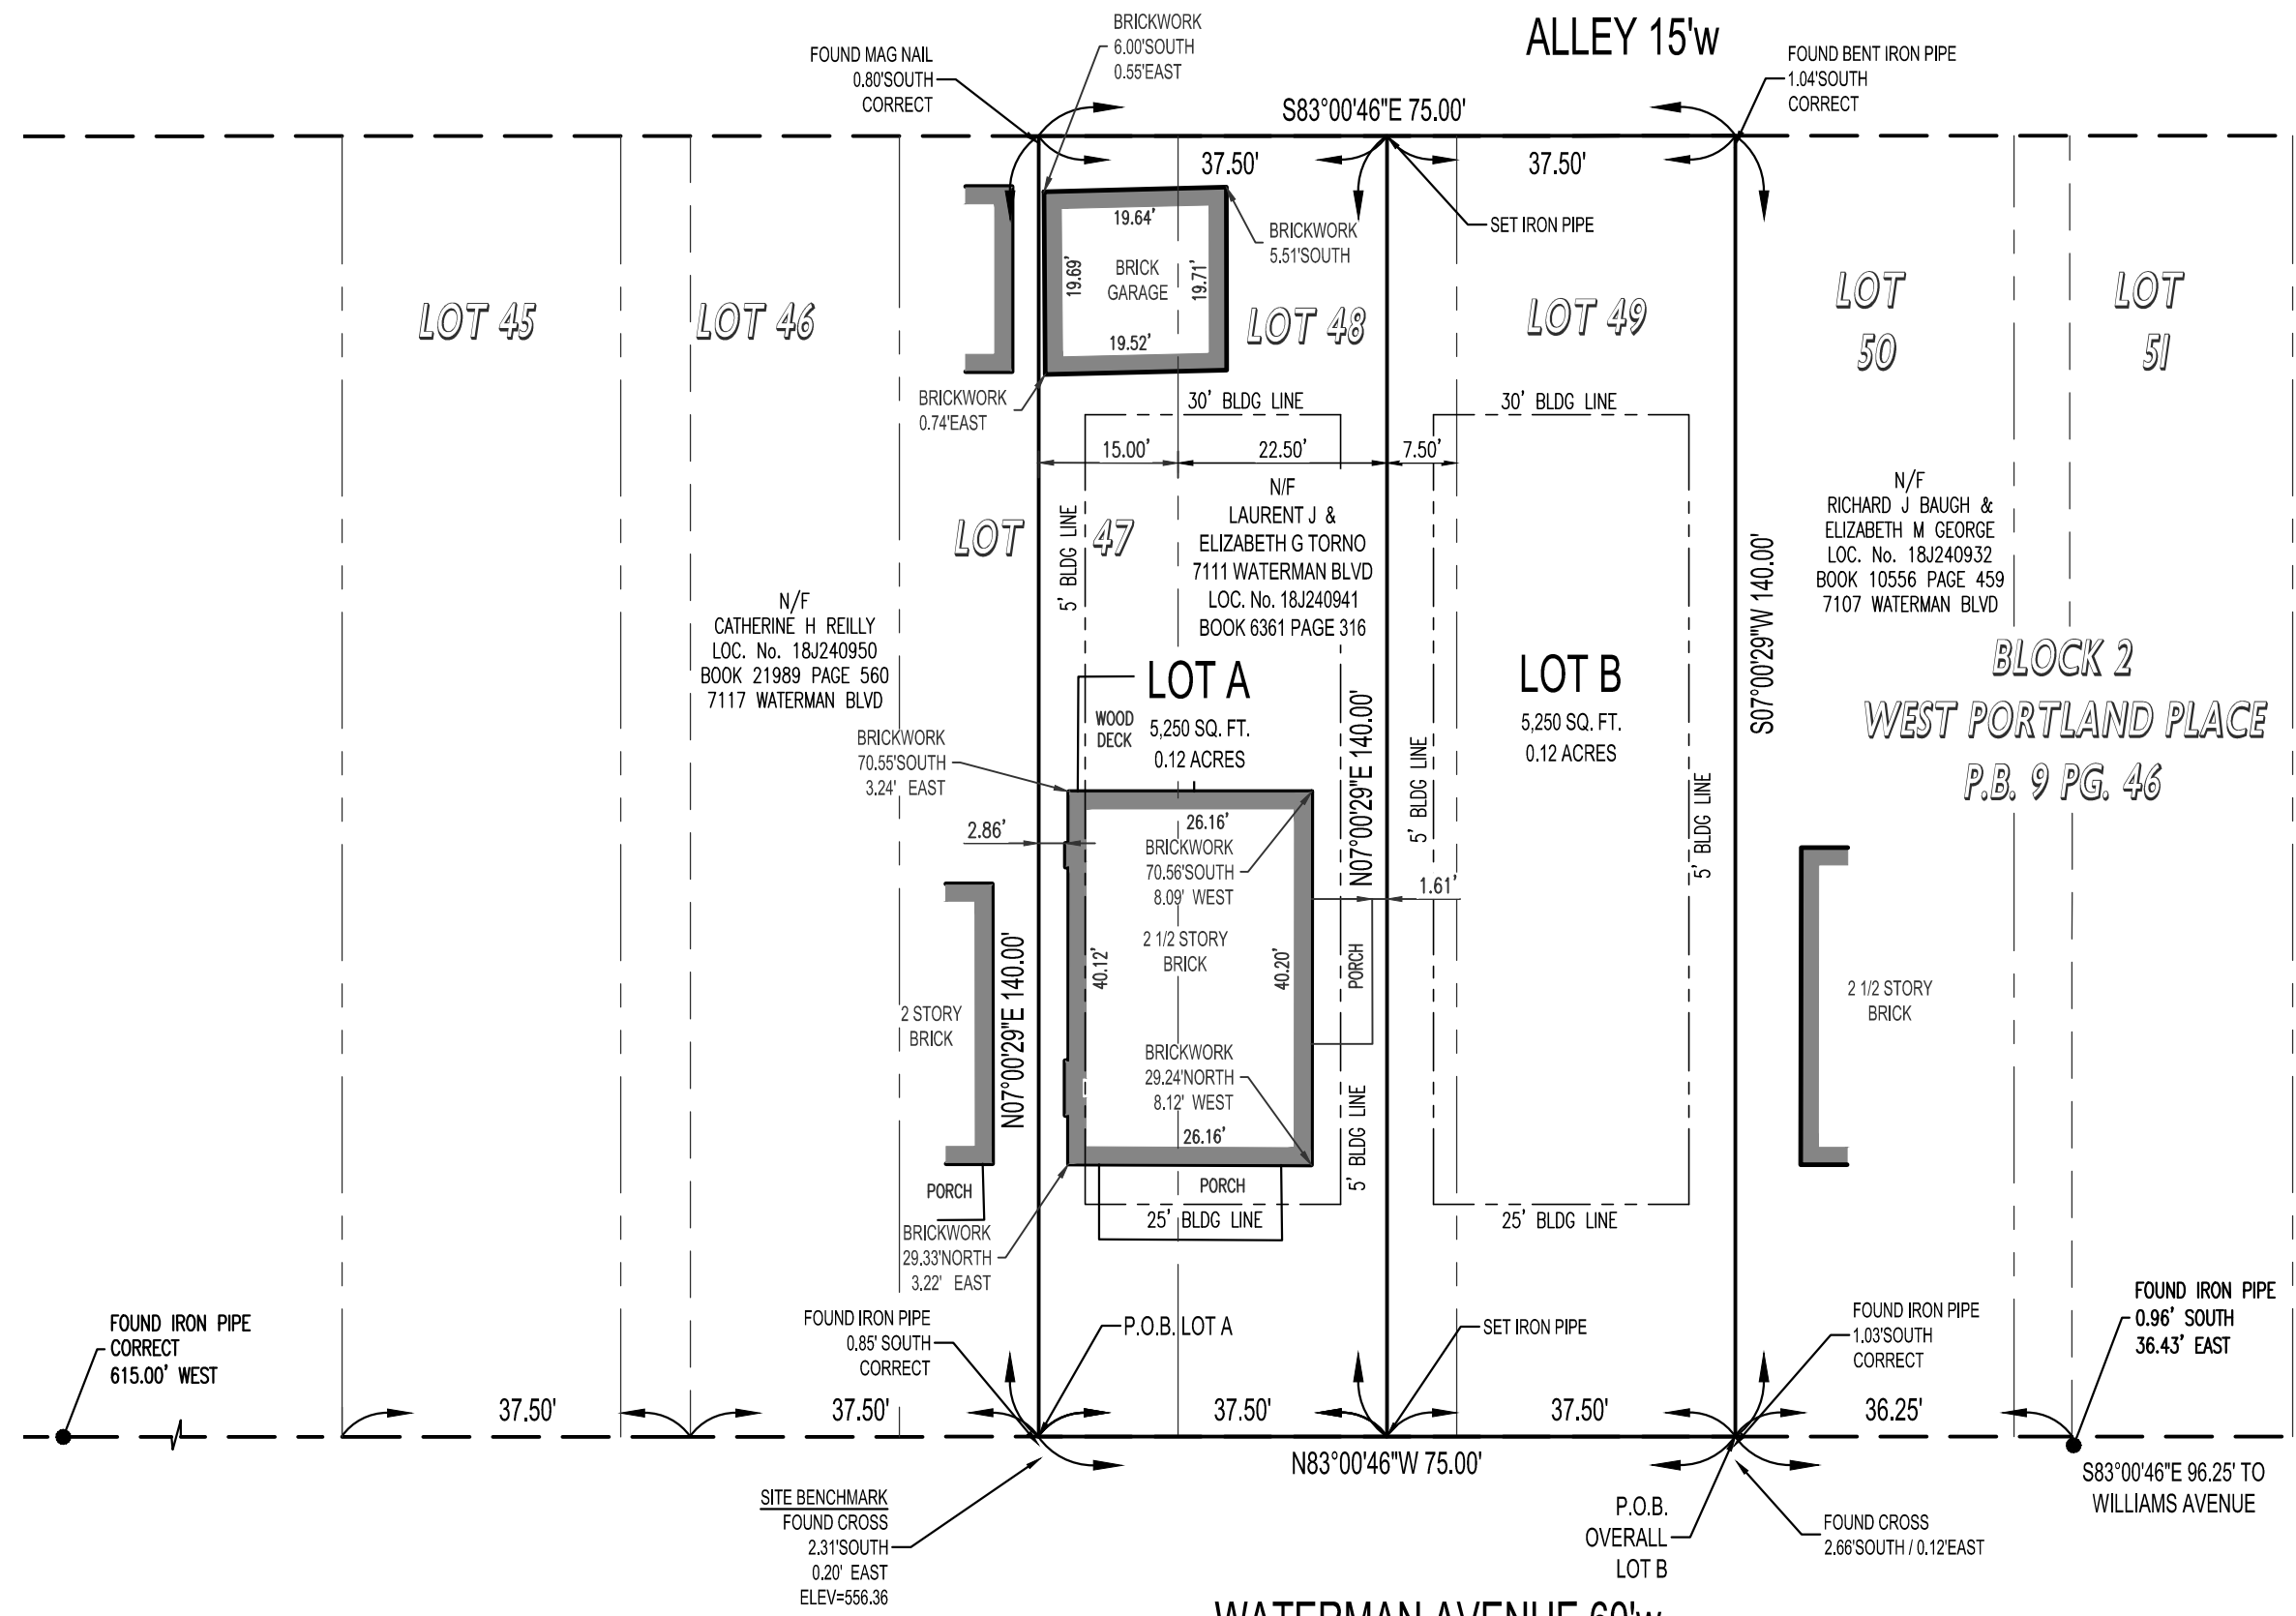 ALLEY 15'w
BRICKWORK
6.00'SOUTH
0.55'EAST
FOUND MAG NAIL
0.80'SOUTH
CORRECT
FOUND BENT IRON PIPE
1.04'SOUTH
CORRECT
S83°00'46"E 75.00'
37.50'
37.50'
SET IRON PIPE
19.64'
BRICKWORK
5.51'SOUTH
19.69'
BRICK
GARAGE
19.71'
19.52'
LOT 45
LOT 46
LOT 48
LOT 49
LOT
50
LOT
51
BRICKWORK
0.74'EAST
30' BLDG LINE
30' BLDG LINE
15.00'
22.50'
7.50'
LOT 47
5' BLDG LINE
N/F
LAURENT J &
ELIZABETH G TORNO
7111 WATERMAN BLVD
LOC. No. 18J240941
BOOK 6361 PAGE 316
N/F
RICHARD J BAUGH &
ELIZABETH M GEORGE
LOC. No. 18J240932
BOOK 10556 PAGE 459
7107 WATERMAN BLVD
S07°00'29"W 140.00'
N/F
CATHERINE H REILLY
LOC. No. 18J240950
BOOK 21989 PAGE 560
7117 WATERMAN BLVD
BLOCK 2
WEST PORTLAND PLACE
P.B. 9 PG. 46
LOT A
5,250 SQ. FT.
0.12 ACRES
WOOD
DECK
LOT B
5,250 SQ. FT.
0.12 ACRES
N07°00'29"E 140.00'
5' BLDG LINE
5' BLDG LINE
BRICKWORK
70.55'SOUTH
3.24' EAST
2.86'
26.16'
BRICKWORK
70.56'SOUTH
8.09' WEST
1.61'
2 1/2 STORY
BRICK
40.12'
40.20'
PORCH
2 STORY
BRICK
N07°00'29"E 140.00'
2 1/2 STORY
BRICK
BRICKWORK
29.24'NORTH
8.12' WEST
26.16'
5' BLDG LINE
PORCH
PORCH
25' BLDG LINE
25' BLDG LINE
BRICKWORK
29.33'NORTH
3.22' EAST
FOUND IRON PIPE
CORRECT
615.00' WEST
FOUND IRON PIPE
0.85' SOUTH
CORRECT
P.O.B. LOT A
SET IRON PIPE
FOUND IRON PIPE
1.03'SOUTH
CORRECT
FOUND IRON PIPE
0.96' SOUTH
36.43' EAST
37.50'
37.50'
37.50'
37.50'
36.25'
N83°00'46"W 75.00'
S83°00'46"E 96.25' TO
WILLIAMS AVENUE
SITE BENCHMARK
FOUND CROSS
2.31'SOUTH
0.20' EAST
ELEV=556.36
P.O.B.
OVERALL
LOT B
FOUND CROSS
2.66'SOUTH / 0.12'EAST
WATERMAN AVENUE 60'w